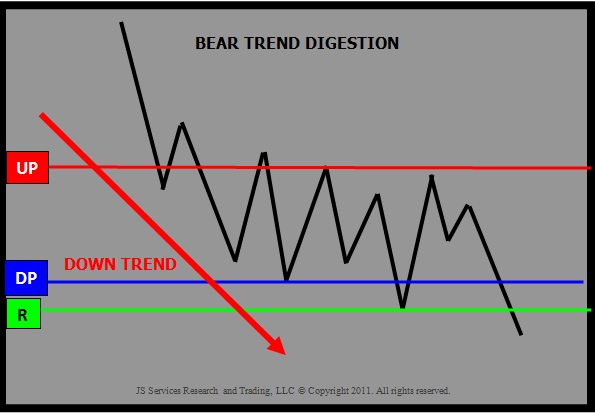 BEAR TREND DIGESTION
UP
DOWN TREND
DP
R
JS Services Research and Trading, LLC © Copyright 2011. All rights reserved.